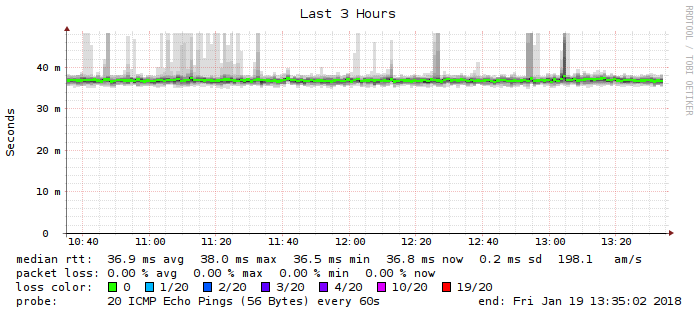 Last 3 Hours
RRDTOOL / TOBI OETIKER
Seconds
40 m
30 m
20 m
10 m
0
10:40 11:00 11:20 11:40 12:00 12:20 12:40 13:00 13:20
median rtt: 36.9 ms avg 38.0 ms max 36.5 ms min 36.8 ms now 0.2 ms sd 198.1 am/s
packet loss: 0.00 % avg 0.00 % max 0.00 % min 0.00 % now
loss color: 0 1/20 2/20 3/20 4/20 10/20 19/20
probe: 20 ICMP Echo Pings (56 Bytes) every 60s end: Fri Jan 19 13:35:02 2018